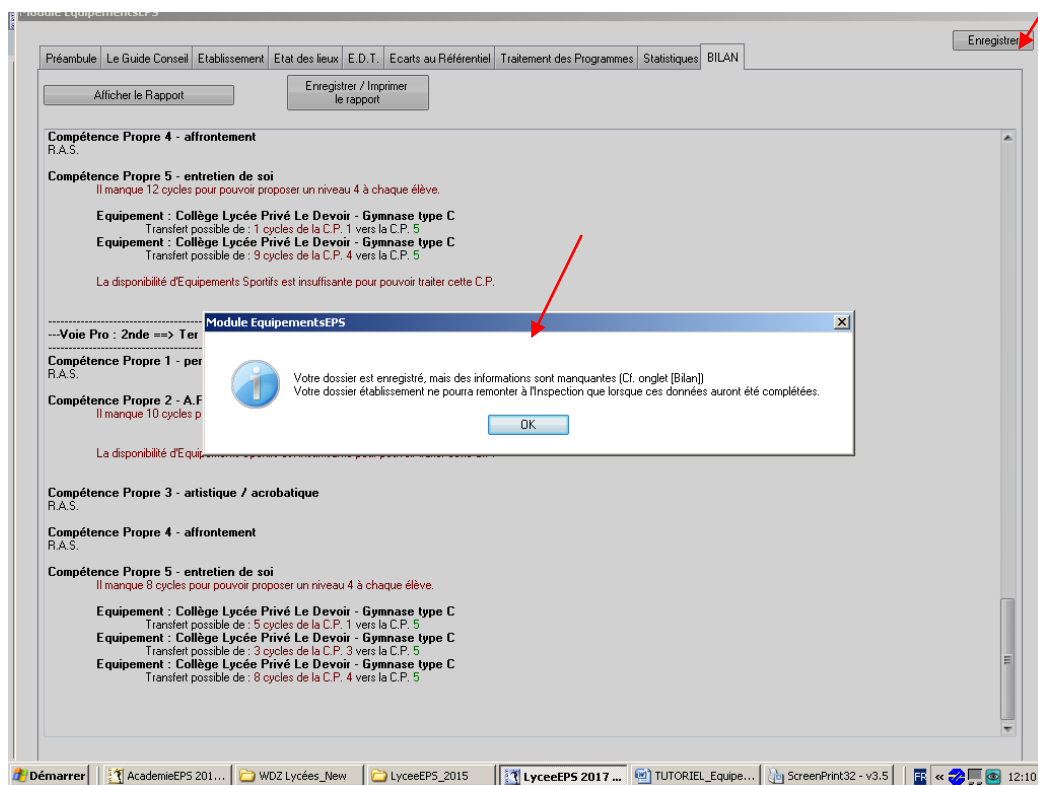 Module EquipementsEPS
Enregistrer
Préambule Le Guide Conseil Etablissement Etat des lieux E.D.T. Ecarts au Référentiel Traitement des Programmes Statistiques BILAN
Afficher le Rapport
Enregistrer / Imprimer
le rapport
Compétence Propre 4 - affrontement
R.A.S.
Compétence Propre 5 - entretien de soi
Il manque 12 cycles pour pouvoir proposer un niveau 4 à chaque élève.
Equipement : Collège Lycée Privé Le Devoir - Gymnase type C
Transfert possible de : 1 cycles de la C.P. 1 vers la C.P. 5
Equipement : Collège Lycée Privé Le Devoir - Gymnase type C
Transfert possible de : 9 cycles de la C.P. 4 vers la C.P. 5
La disponibilité d'Equipements Sportifs est insuffisante pour pouvoir traiter cette C.P.
---Voie Pro : 2nde ==> Ter
Module EquipementsEPS
Votre dossier est enregistré, mais des informations sont manquantes (Cf. onglet [Bilan])
Votre dossier établissement ne pourra remonter à l'Inspection que lorsque ces données auront été complétées.
OK
Compétence Propre 1 - per
R.A.S.
Compétence Propre 2 - A.F
Il manque 10 cycles p
La disponibilité d'Equip
Compétence Propre 3 - artistique / acrobatique
R.A.S.
Compétence Propre 4 - affrontement
R.A.S.
Compétence Propre 5 - entretien de soi
Il manque 8 cycles pour pouvoir proposer un niveau 4 à chaque élève.
Equipement : Collège Lycée Privé Le Devoir - Gymnase type C
Transfert possible de : 5 cycles de la C.P. 1 vers la C.P. 5
Equipement : Collège Lycée Privé Le Devoir - Gymnase type C
Transfert possible de : 3 cycles de la C.P. 3 vers la C.P. 5
Equipement : Collège Lycée Privé Le Devoir - Gymnase type C
Transfert possible de : 8 cycles de la C.P. 4 vers la C.P. 5
Démarrer AcademieEPS 201... WDZ Lycées_New LyceeEPS_2015 LyceeEPS 2017 ... TUTORIEL_Equipe... ScreenPrint32 - v3.5 FR « 12:10